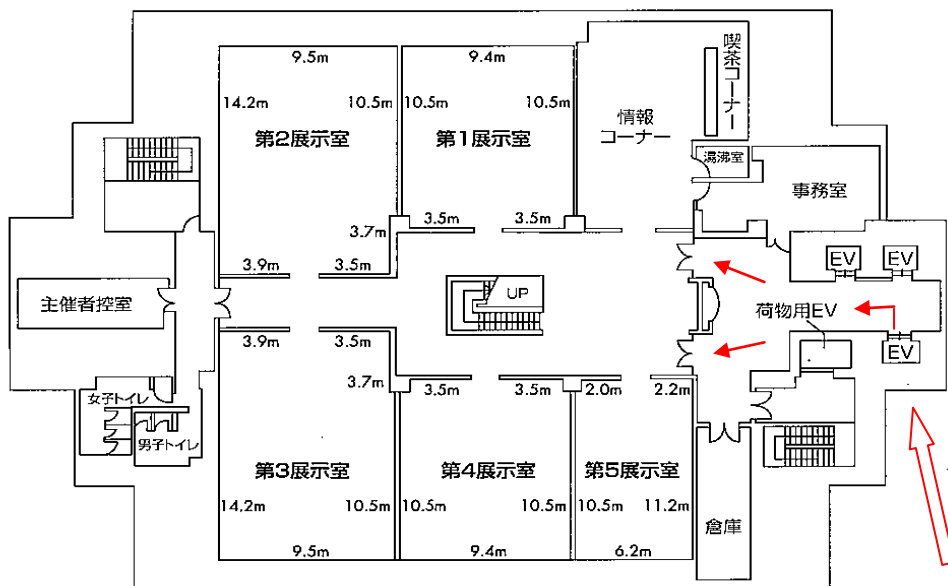 9.5m
9.4m
喫茶コーナー
14.2m
10.5m
10.5m
10.5m
情報
コーナー
第2展示室
第1展示室
湯沸室
事務室
3.5m
3.5m
3.7m
3.9m
3.5m
EV
EV
UP
主催者控室
荷物用EV
EV
3.9m
3.5m
3.7m
3.5m
3.5m
2.0m
2.2m
女子トイレ
男子トイレ
第3展示室
第4展示室
第5展示室
14.2m
10.5m
10.5m
10.5m
10.5m
11.2m
倉庫
9.5m
9.4m
6.2m